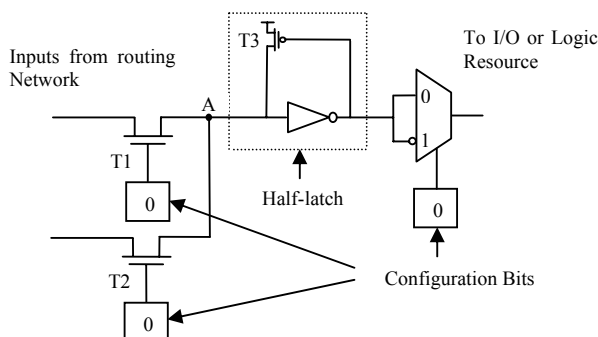 T3
To I/O or Logic
Resource
Inputs from routing
Network
A
0
1
T1
Half-latch
0
0
T2
Configuration Bits
0